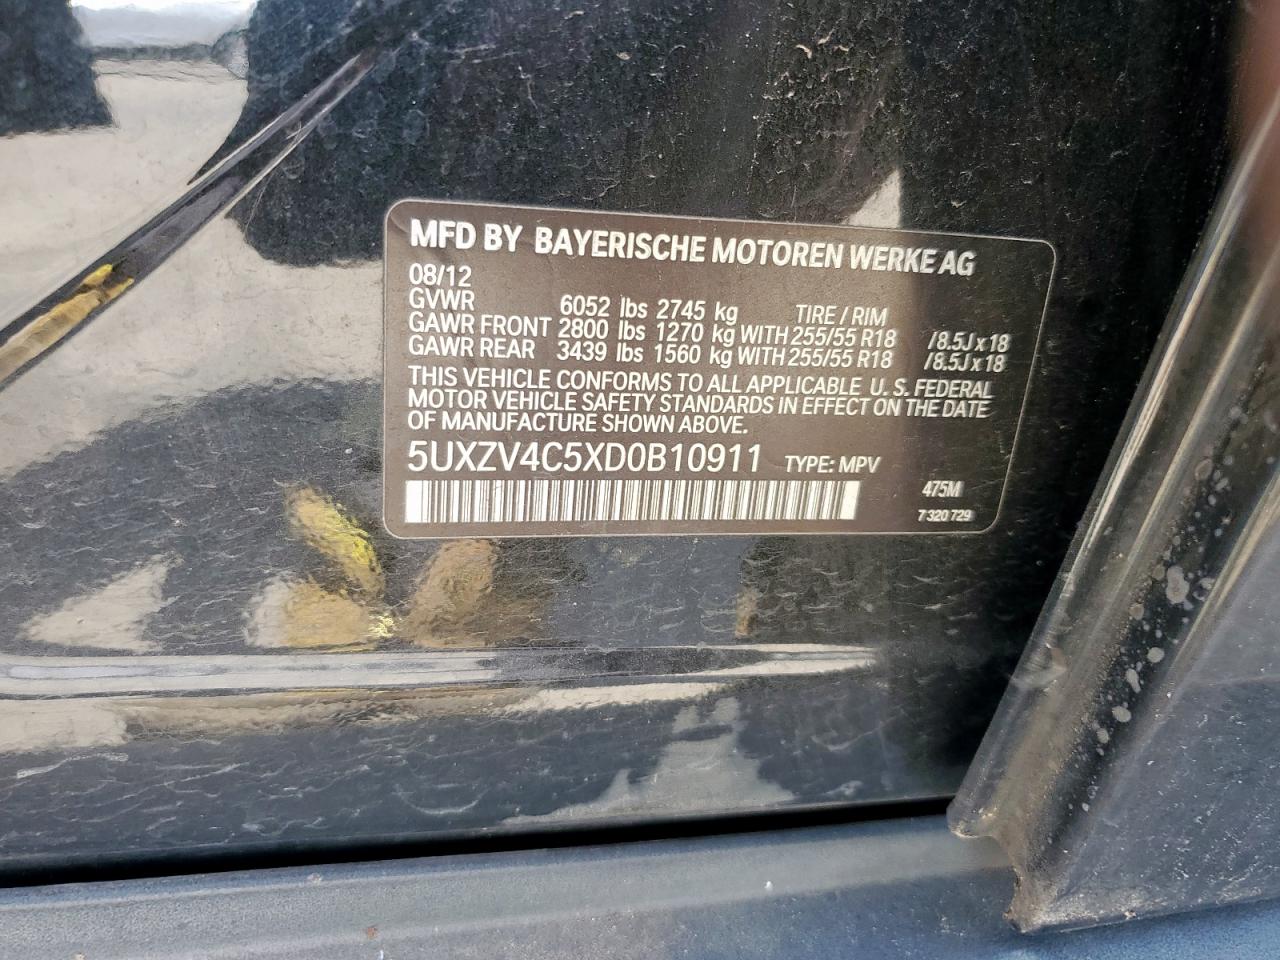 MFD BY BAYERISCHE MOTOREN WERKE AG
08/12
GVWR 6052 lbs 2745 kg TIRE / RIM
GAWR FRONT 2800 lbs 1270 kg WITH 255/55 R18 /8.5J x 18
GAWR REAR 3439 lbs 1560 kg WITH 255/55 R18 /8.5J x 18
THIS VEHICLE CONFORMS TO ALL APPLICABLE U.S. FEDERAL
MOTOR VEHICLE SAFETY STANDARDS IN EFFECT ON THE DATE
OF MANUFACTURE SHOWN ABOVE.
5UXZV4C5XD0B10911 TYPE: MPV
475M
7 320 729